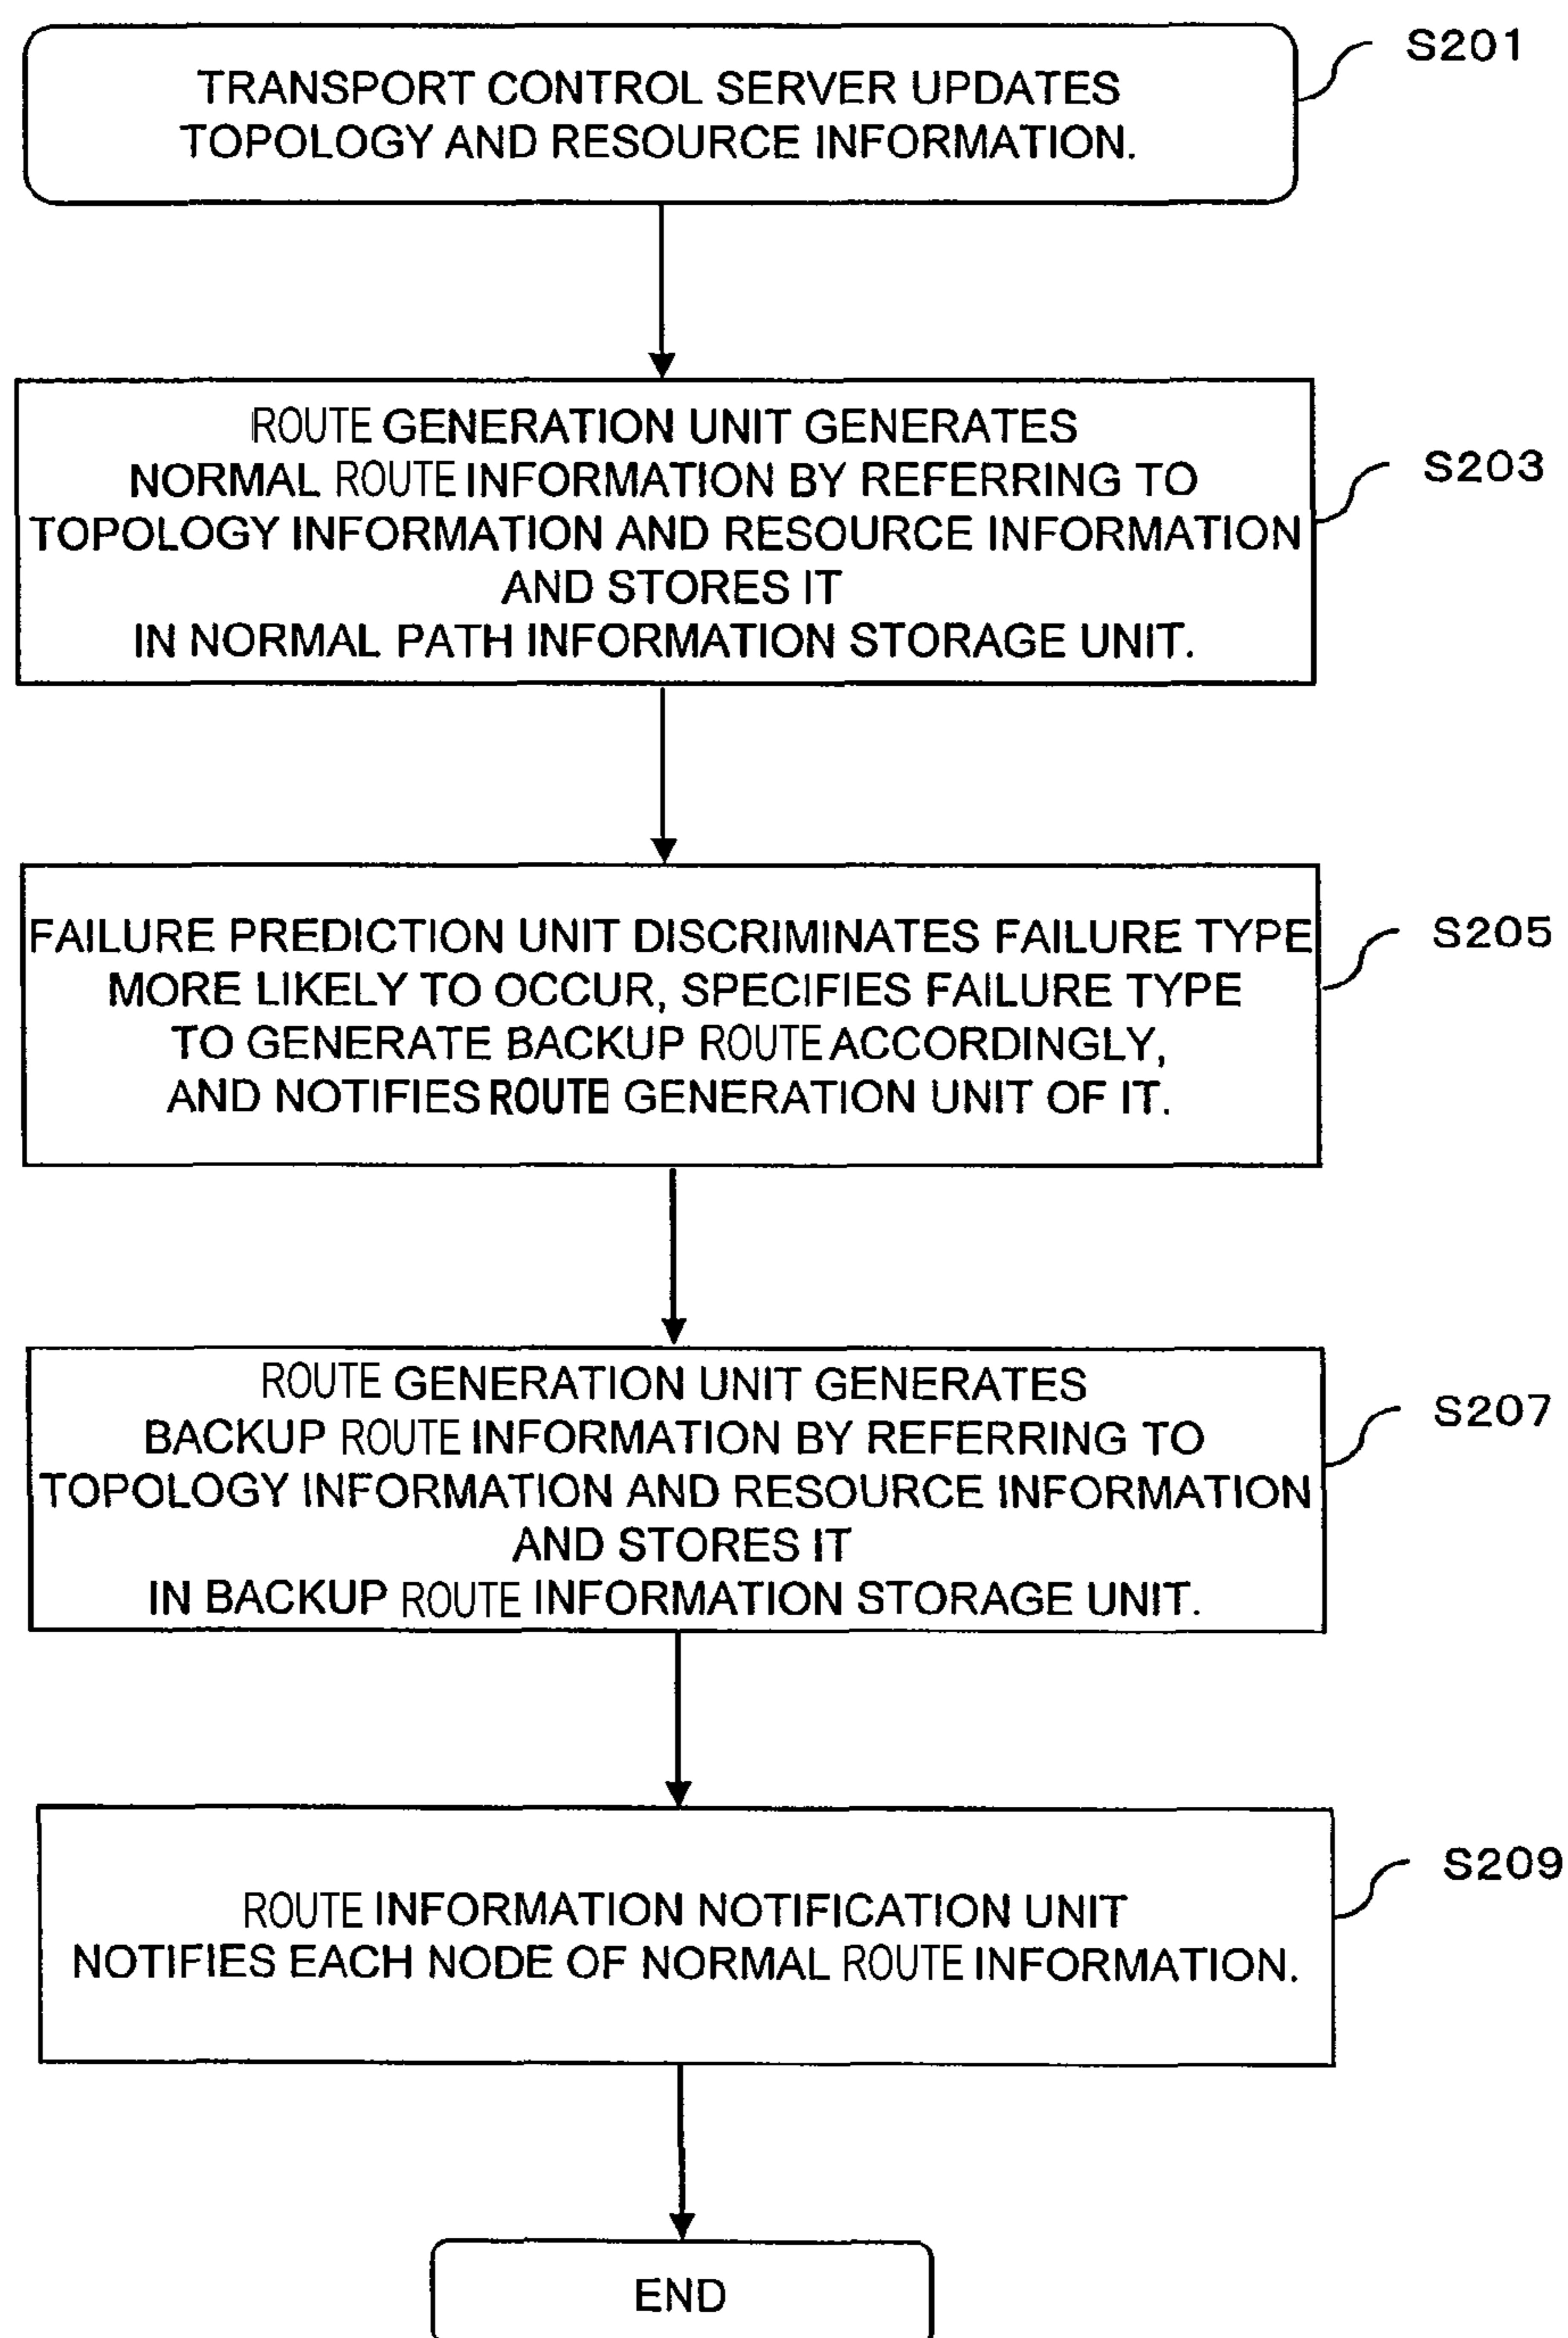 TRANSPORT CONTROL SERVER UPDATES
TOPOLOGY AND RESOURCE INFORMATION.
S201
ROUTE GENERATION UNIT GENERATES
NORMAL ROUTE INFORMATION BY REFERRING TO
TOPOLOGY INFORMATION AND RESOURCE INFORMATION
AND STORES IT
IN NORMAL PATH INFORMATION STORAGE UNIT.
S203
FAILURE PREDICTION UNIT DISCRIMINATES FAILURE TYPE
MORE LIKELY TO OCCUR, SPECIFIES FAILURE TYPE
TO GENERATE BACKUP ROUTE ACCORDINGLY,
AND NOTIFIES ROUTE GENERATION UNIT OF IT.
S205
ROUTE GENERATION UNIT GENERATES
BACKUP ROUTE INFORMATION BY REFERRING TO
TOPOLOGY INFORMATION AND RESOURCE INFORMATION
AND STORES IT
IN BACKUP ROUTE INFORMATION STORAGE UNIT.
S207
ROUTE INFORMATION NOTIFICATION UNIT
NOTIFIES EACH NODE OF NORMAL ROUTE INFORMATION.
S209
END